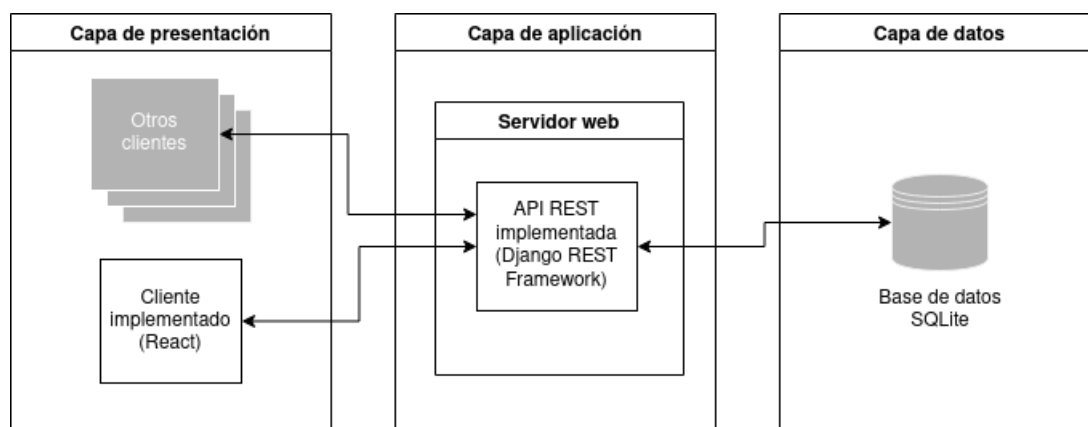 Capa de presentación
Otros
clientes
Cliente
implementado
(React)
Capa de aplicación
Servidor web
API REST
implementada
(Django REST
Framework)
Capa de datos
Base de datos
SQLite